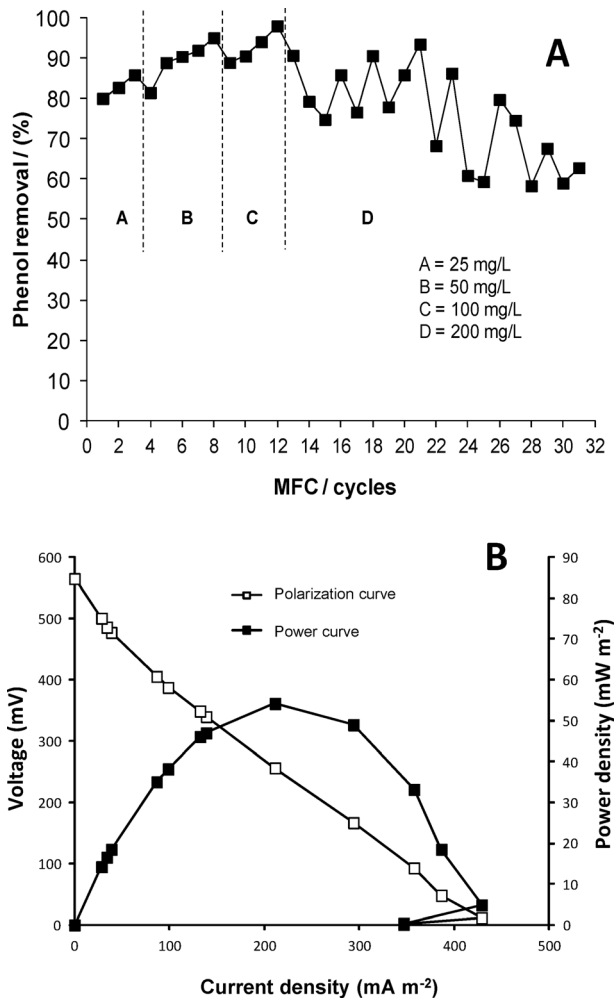 A
Phenol removal / (%)
100
90
80
70
60
50
40
30
20
10
0
A
B
C
D
A = 25 mg/L
B = 50 mg/L
C = 100 mg/L
D = 200 mg/L
0 2 4 6 8 10 12 14 16 18 20 22 24 26 28 30 32
MFC / cycles
B
Voltage (mV)
600
500
400
300
200
100
0
Polarization curve
Power curve
90
80
70
60
50
40
30
20
10
0
Power density (mW m-2)
0 100 200 300 400 500
Current density (mA m-2)